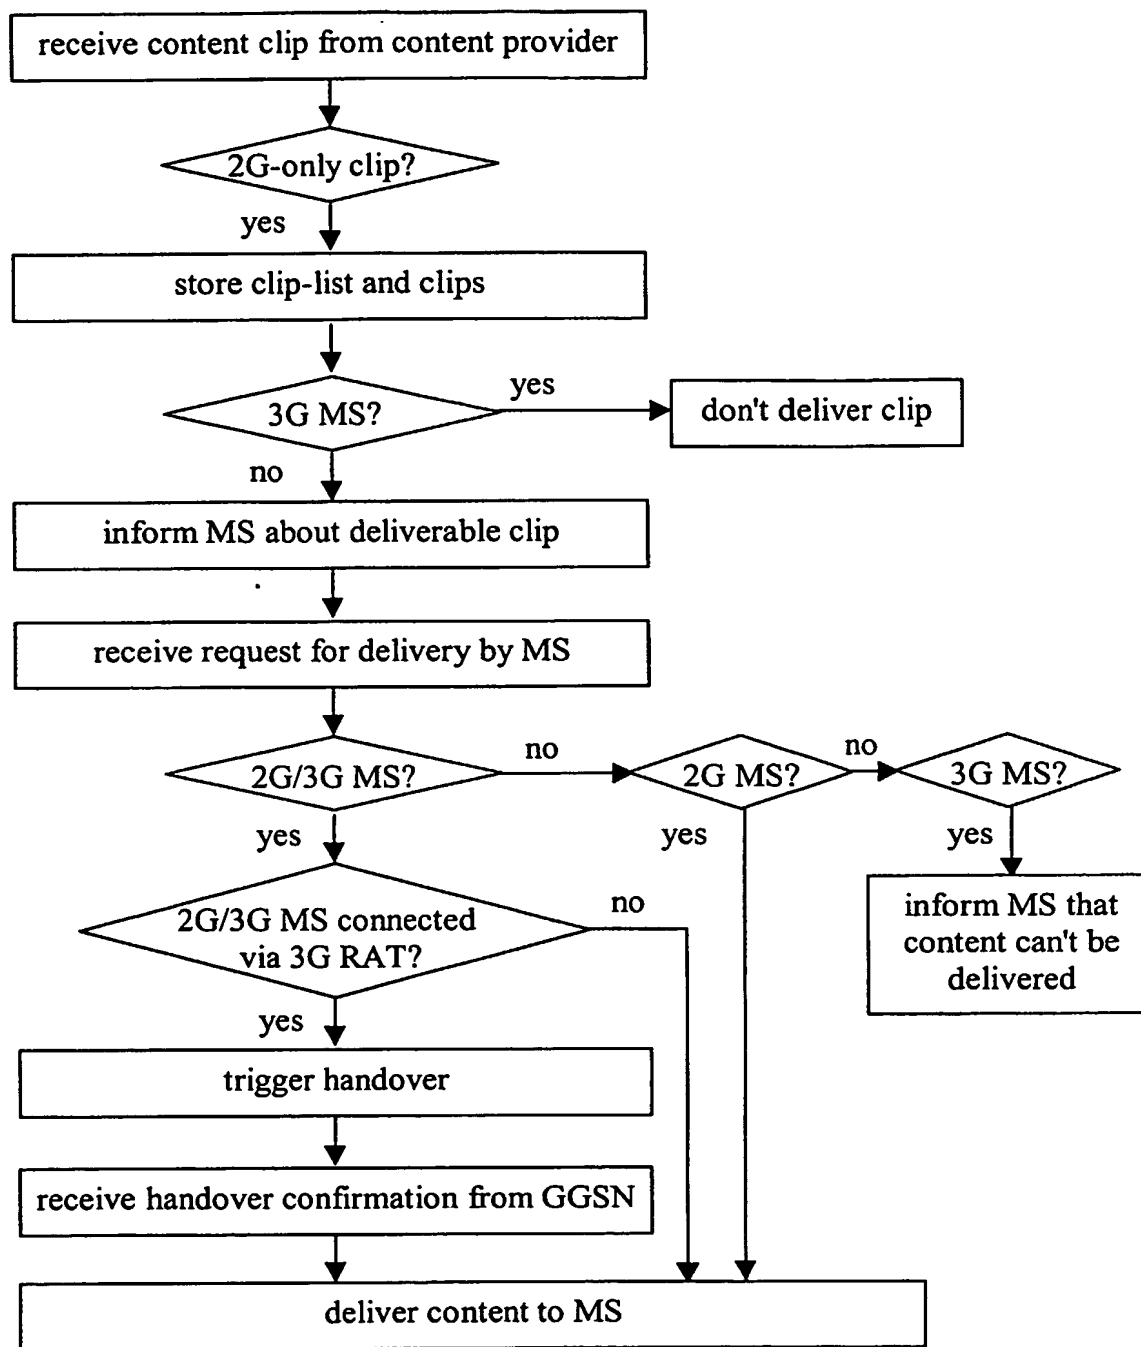 receive content clip from content provider
2G-only clip?
yes
store clip-list and clips
3G MS?
yes
don't deliver clip
no
inform MS about deliverable clip
receive request for delivery by MS
2G/3G MS?
no
2G MS?
no
3G MS?
yes
yes
yes
2G/3G MS connected
via 3G RAT?
no
inform MS that
content can't be
delivered
yes
trigger handover
receive handover confirmation from GGSN
deliver content to MS